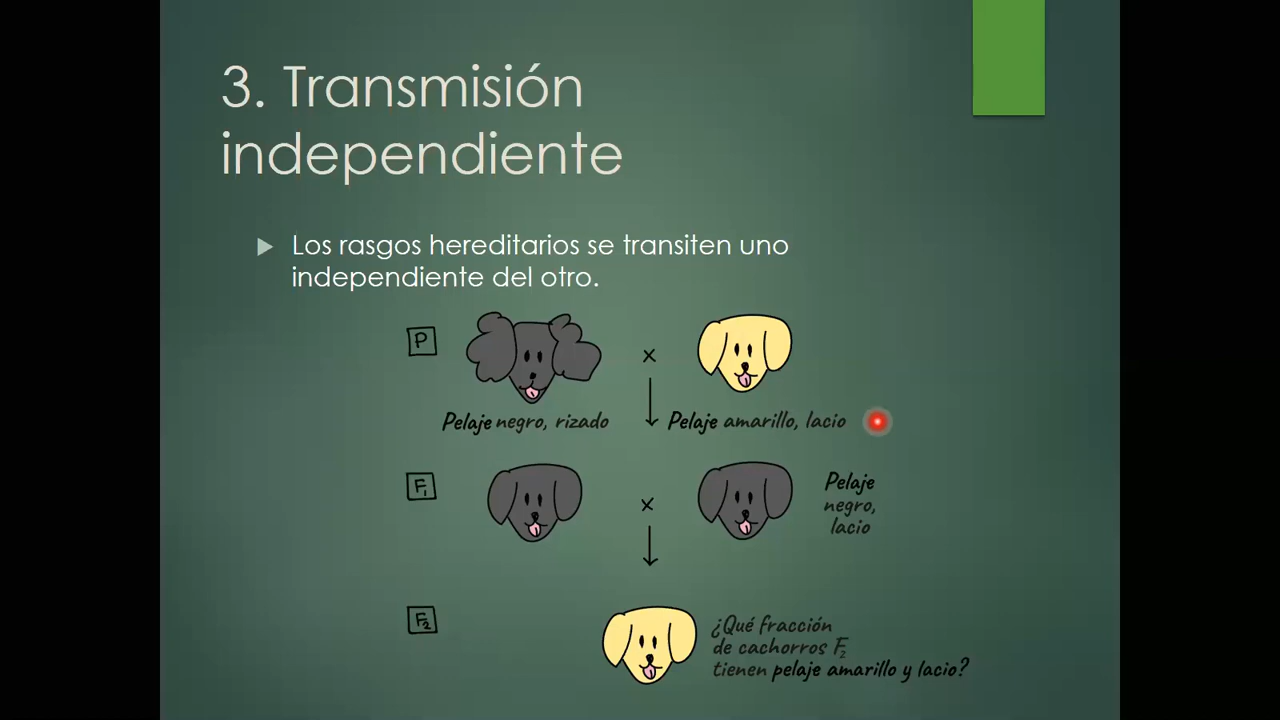 3. Transmisión
independiente
Los rasgos hereditarios se transiten uno
independiente del otro.
P
x
Pelaje negro, rizado
Pelaje amarillo, lacio
F1
x
Pelaje
negro,
lacio
F2
¿Qué fracción
de cachorros F2
tienen pelaje amarillo y lacio?